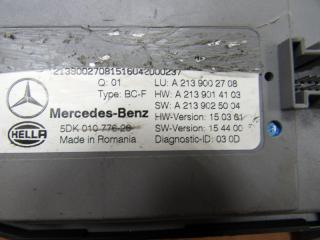 21390027081516042000237
Q: 01 LU: A 213 900 27 08
Type: BC-F HW: A 213 901 41 03
SW: A 213 902 50 04
Mercedes-Benz HW-Version: 15 03 61
HELLA 5DK 010 776-29 SW-Version: 15 44 00
Made in Romania Diagnostic-ID: 03 0D